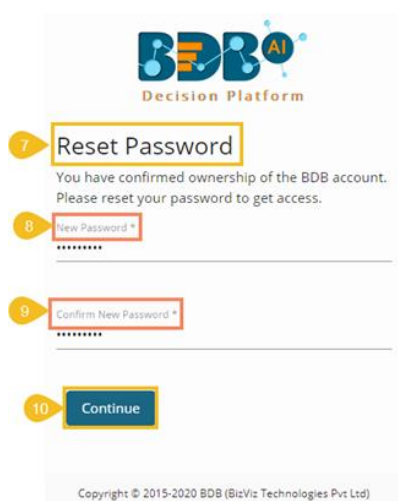 BDB AI
Decision Platform
7 Reset Password
You have confirmed ownership of the BDB account.
Please reset your password to get access.
8 New Password *
•••••••••
9 Confirm New Password *
•••••••••
10 Continue
Copyright © 2015-2020 BDB (BizViz Technologies Pvt Ltd)